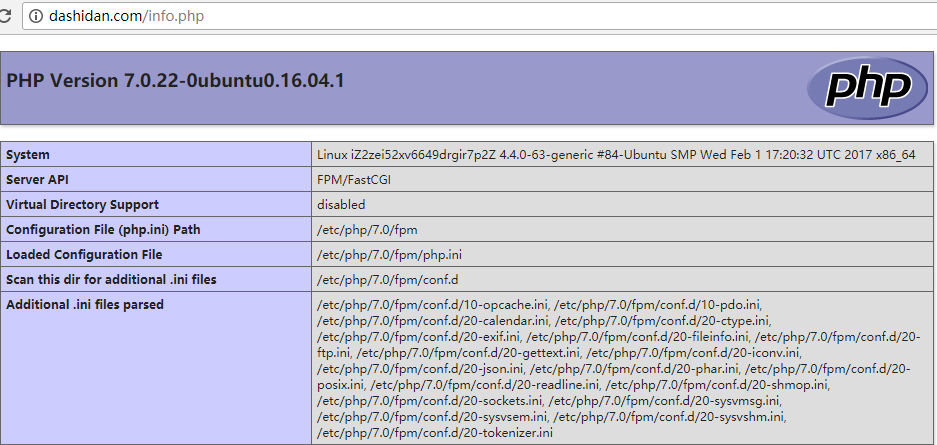 dashidan.com/info.php
PHP Version 7.0.22-0ubuntu0.16.04.1
php
System Linux iZ2zei52xv6649drgir7p2Z 4.4.0-63-generic #84-Ubuntu SMP Wed Feb 1 17:20:32 UTC 2017 x86_64
Server API FPM/FastCGI
Virtual Directory Support disabled
Configuration File (php.ini) Path /etc/php/7.0/fpm
Loaded Configuration File /etc/php/7.0/fpm/php.ini
Scan this dir for additional .ini files /etc/php/7.0/fpm/conf.d
Additional .ini files parsed /etc/php/7.0/fpm/conf.d/10-opcache.ini, /etc/php/7.0/fpm/conf.d/10-pdo.ini,
/etc/php/7.0/fpm/conf.d/20-calendar.ini, /etc/php/7.0/fpm/conf.d/20-ctype.ini,
/etc/php/7.0/fpm/conf.d/20-exif.ini, /etc/php/7.0/fpm/conf.d/20-fileinfo.ini, /etc/php/7.0/fpm/conf.d/20-
ftp.ini, /etc/php/7.0/fpm/conf.d/20-gettext.ini, /etc/php/7.0/fpm/conf.d/20-iconv.ini,
/etc/php/7.0/fpm/conf.d/20-json.ini, /etc/php/7.0/fpm/conf.d/20-phar.ini, /etc/php/7.0/fpm/conf.d/20-
posix.ini, /etc/php/7.0/fpm/conf.d/20-readline.ini, /etc/php/7.0/fpm/conf.d/20-shmop.ini,
/etc/php/7.0/fpm/conf.d/20-sockets.ini, /etc/php/7.0/fpm/conf.d/20-sysvmsg.ini,
/etc/php/7.0/fpm/conf.d/20-sysvsem.ini, /etc/php/7.0/fpm/conf.d/20-sysvshm.ini,
/etc/php/7.0/fpm/conf.d/20-tokenizer.ini